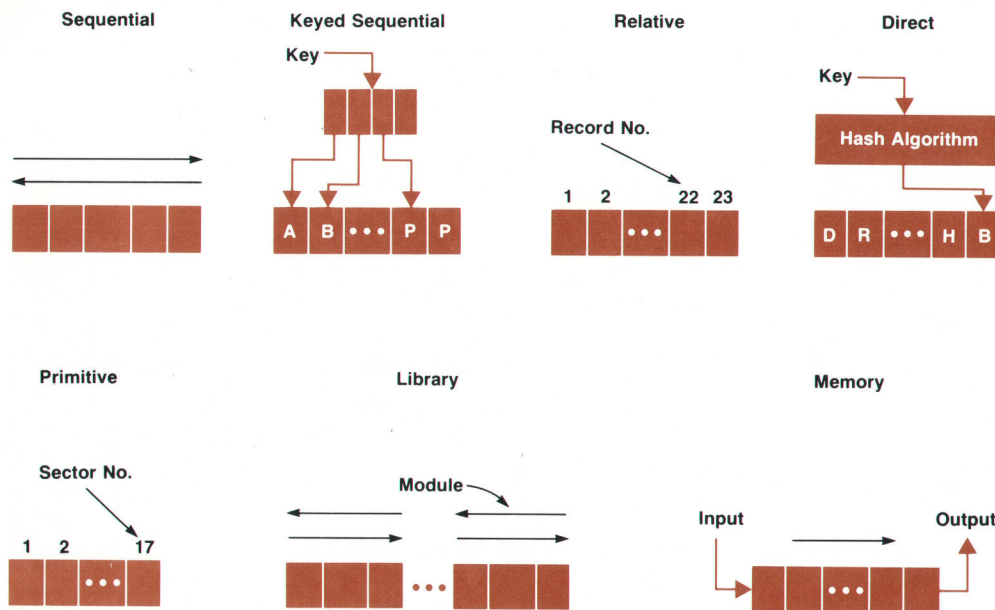 Sequential
Keyed Sequential
Relative
Direct
Key
A B ••• P P
Record No.
1 2 22 23
•••
Key
Hash Algorithm
D R ••• H B
Primitive
Library
Memory
Sector No.
1 2 17
•••
Module
•••
Input
Output
•••